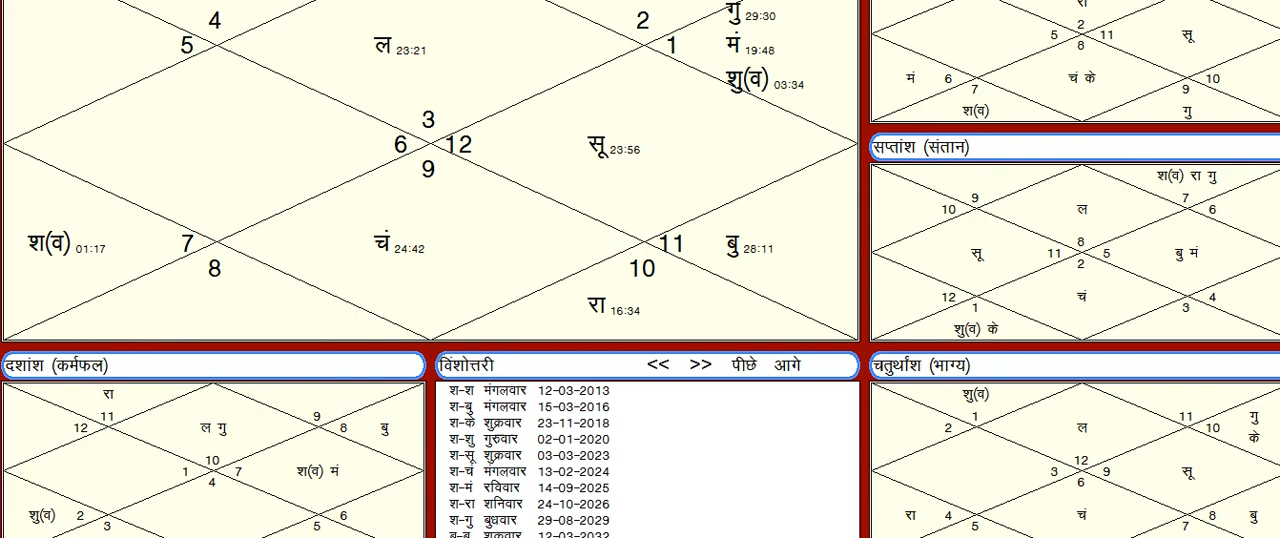 4
5
ल 23:21
2
1
गु 29:30
मं 19:48
शु(व) 03:34
3
6
12
9
सू 23:56
श(व) 01:17
7
8
चं 24:42
11
10
बु 28:11
रा 16:34
2
5
11
8
सू
मं
6
7
चं के
10
9
श(व)
गु
सप्तांश (संतान)
श(व) रा गु
9
10
ल
7
6
सू
8
11
5
2
बु मं
12
1
चं
4
3
शु(व) के
दशांश (कर्मफल)
रा
11
12
ल गु
9
8
बु
10
1
7
4
श(व) मं
शु(व)
2
3
6
5
विंशोत्तरी << >> पीछे आगे
श-श मंगलवार 12-03-2013
श-बु मंगलवार 15-03-2016
श-के शुक्रवार 23-11-2018
श-शु गुरुवार 02-01-2020
श-सू शुक्रवार 03-03-2023
श-चं मंगलवार 13-02-2024
श-मं रविवार 14-09-2025
श-रा शनिवार 24-10-2026
श-गु बुधवार 29-08-2029
चतुर्थांश (भाग्य)
शु(व)
1
2
ल
11
10
गु
के
12
3
9
6
सू
रा
4
5
चं
8
7
बु